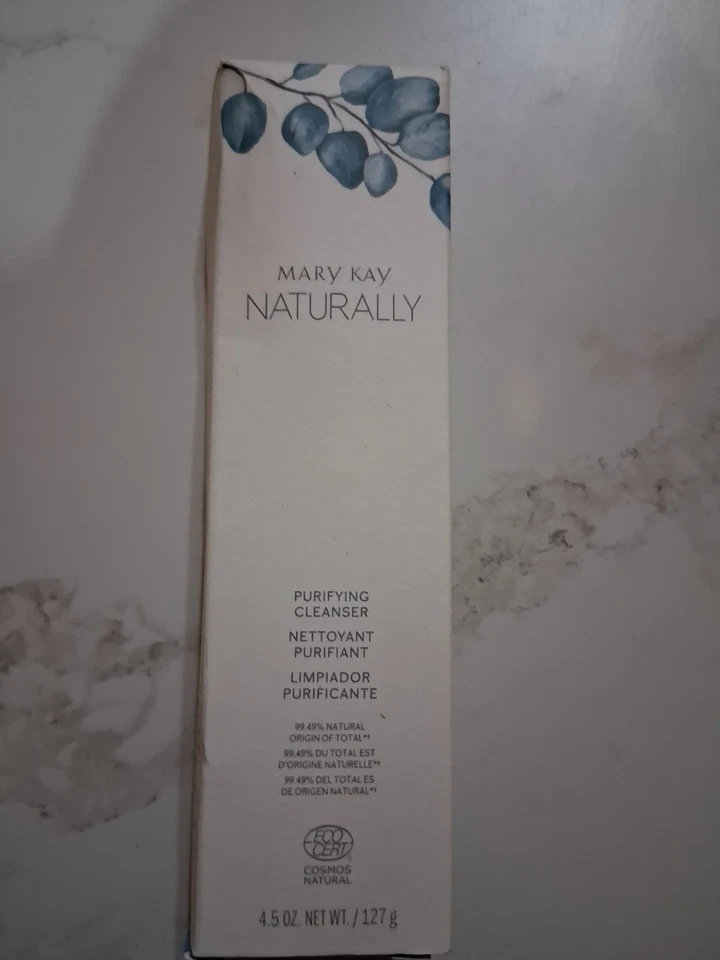 MARY KAY
NATURALLY
PURIFYING
CLEANSER
NETTOYANT
PURIFIANT
LIMPIADOR
PURIFICANTE
99.49% NATURAL
ORIGIN OF TOTAL*†
99,49% DU TOTAL EST
D'ORIGINE NATURELLE*†
99.49% DEL TOTAL ES
DE ORIGEN NATURAL*†
ECO
CERT®
COSMOS
NATURAL
4.5 OZ. NET WT. / 127 g